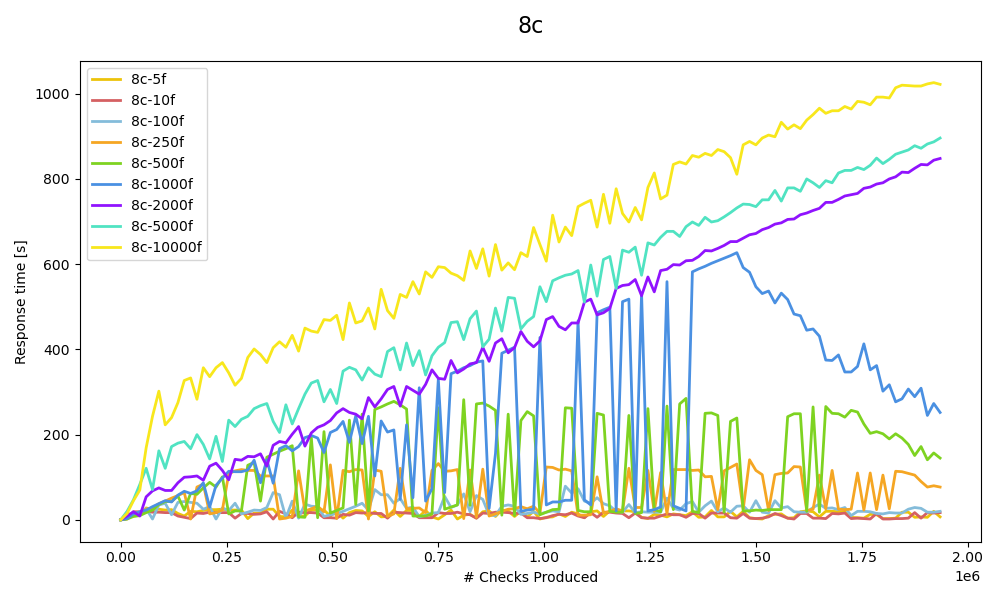 8c
8c-5f
8c-10f
8c-100f
8c-250f
8c-500f
8c-1000f
8c-2000f
8c-5000f
8c-10000f
Response time [s]
1000
800
600
400
200
0
0.00 0.25 0.50 0.75 1.00 1.25 1.50 1.75 2.00
1e6
# Checks Produced